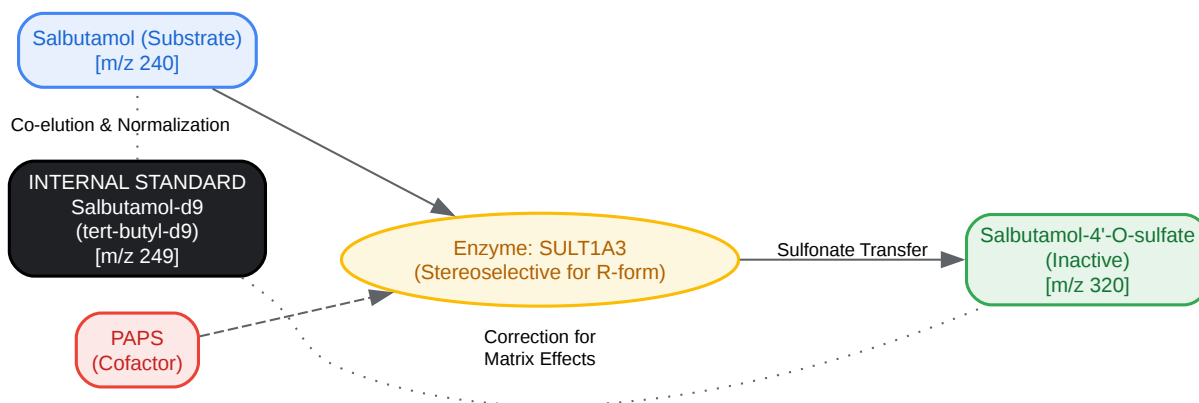 Salbutamol (Substrate)
[m/z 240]
Co-elution & Normalization
INTERNAL STANDARD
Salbutamol-d9
(tert-butyl-d9)
[m/z 249]
PAPS
(Cofactor)
Enzyme: SULT1A3
(Stereoselective for R-form)
Correction for
Matrix Effects
Sulfonate Transfer
Salbutamol-4'-O-sulfate
(Inactive)
[m/z 320]